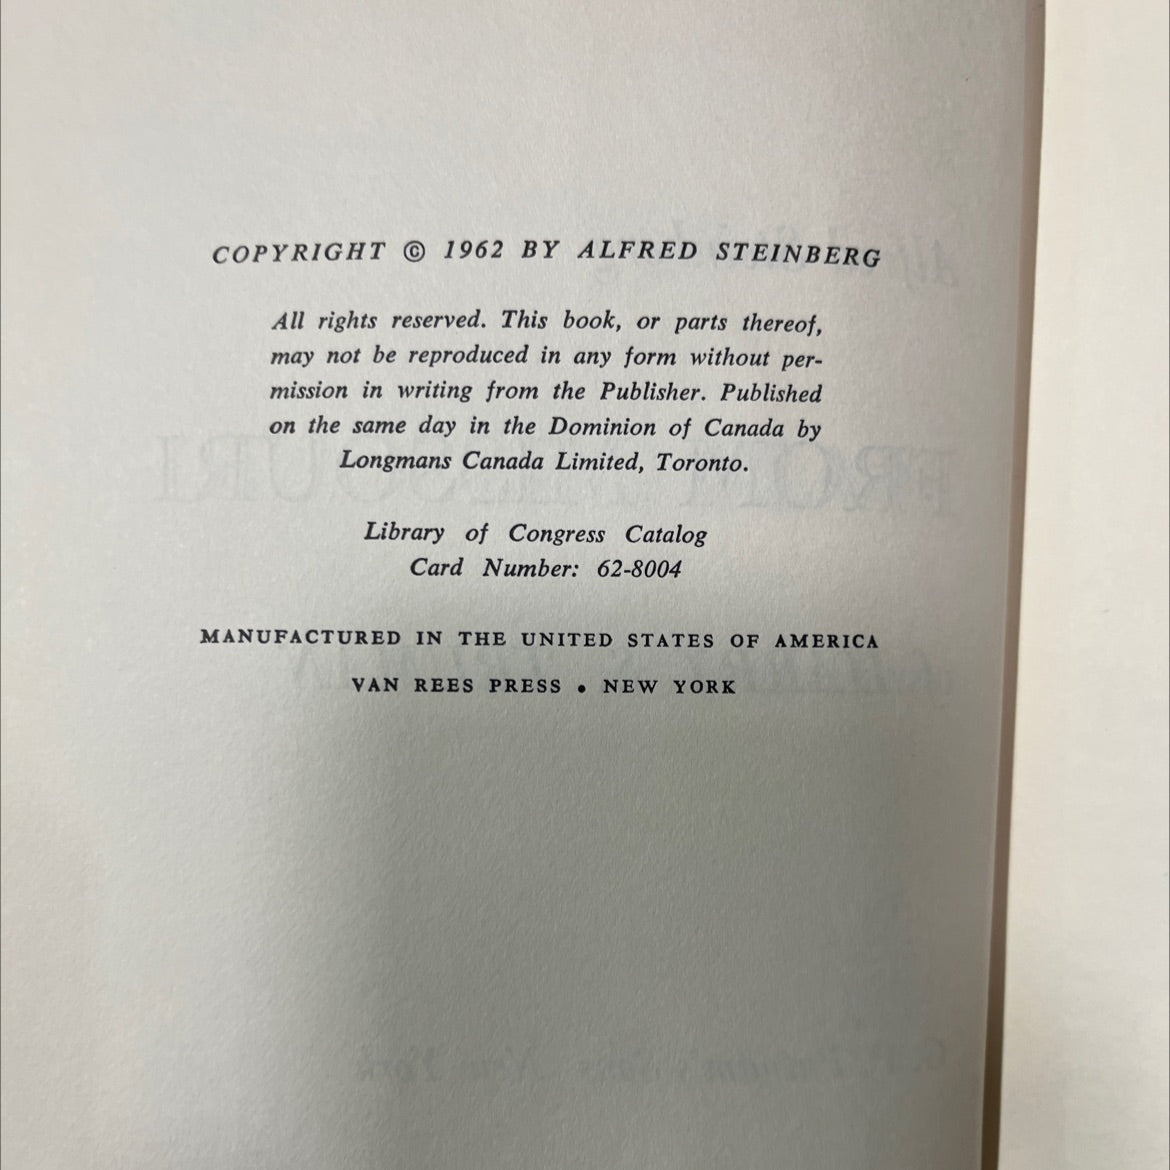 COPYRIGHT © 1962 BY ALFRED STEINBERG
All rights reserved. This book, or parts thereof,
may not be reproduced in any form without per-
mission in writing from the Publisher. Published
on the same day in the Dominion of Canada by
Longmans Canada Limited, Toronto.
Library of Congress Catalog
Card Number: 62-8004
MANUFACTURED IN THE UNITED STATES OF AMERICA
VAN REES PRESS • NEW YORK